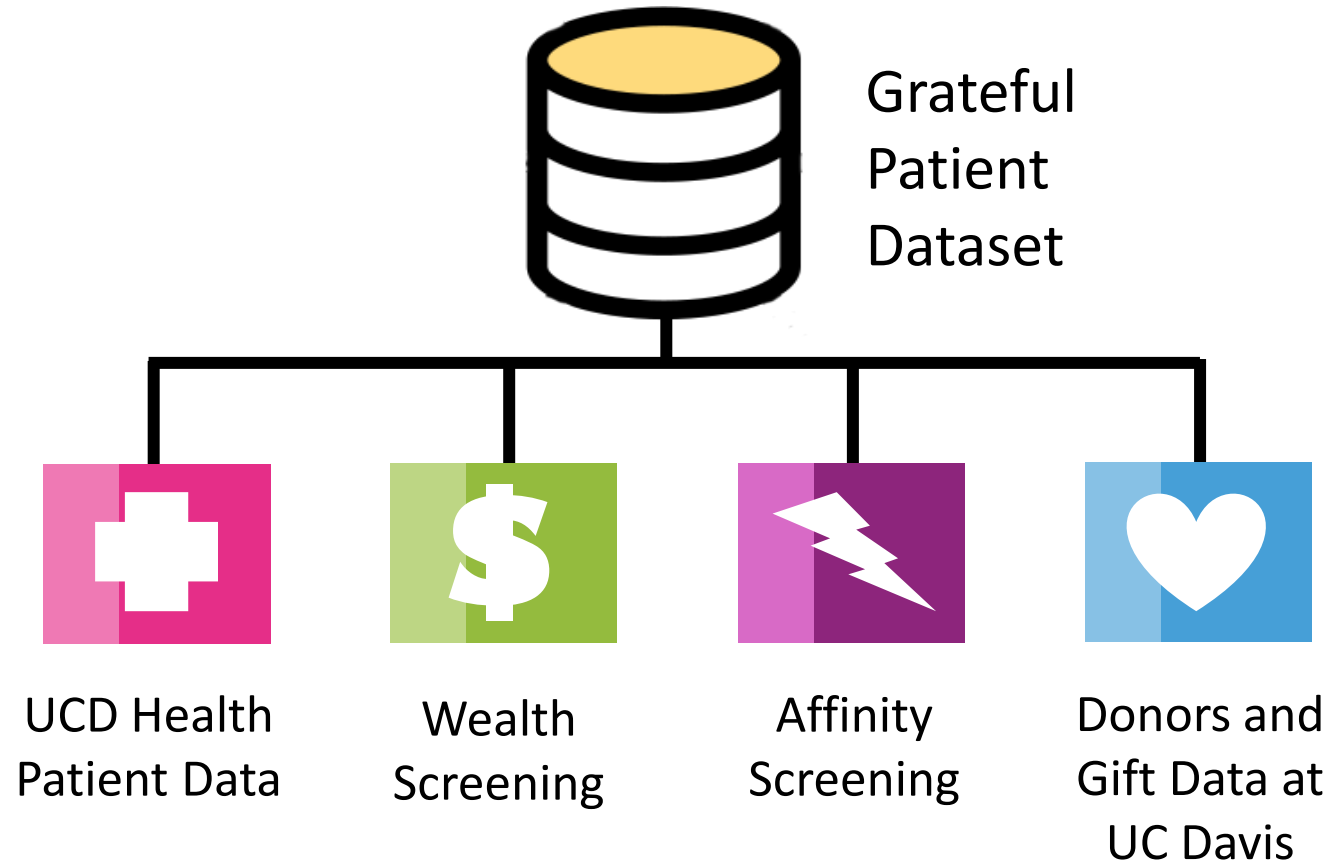 Grateful
Patient
Dataset
UCD Health
Patient Data
Wealth
Screening
Affinity
Screening
Donors and
Gift Data at
UC Davis